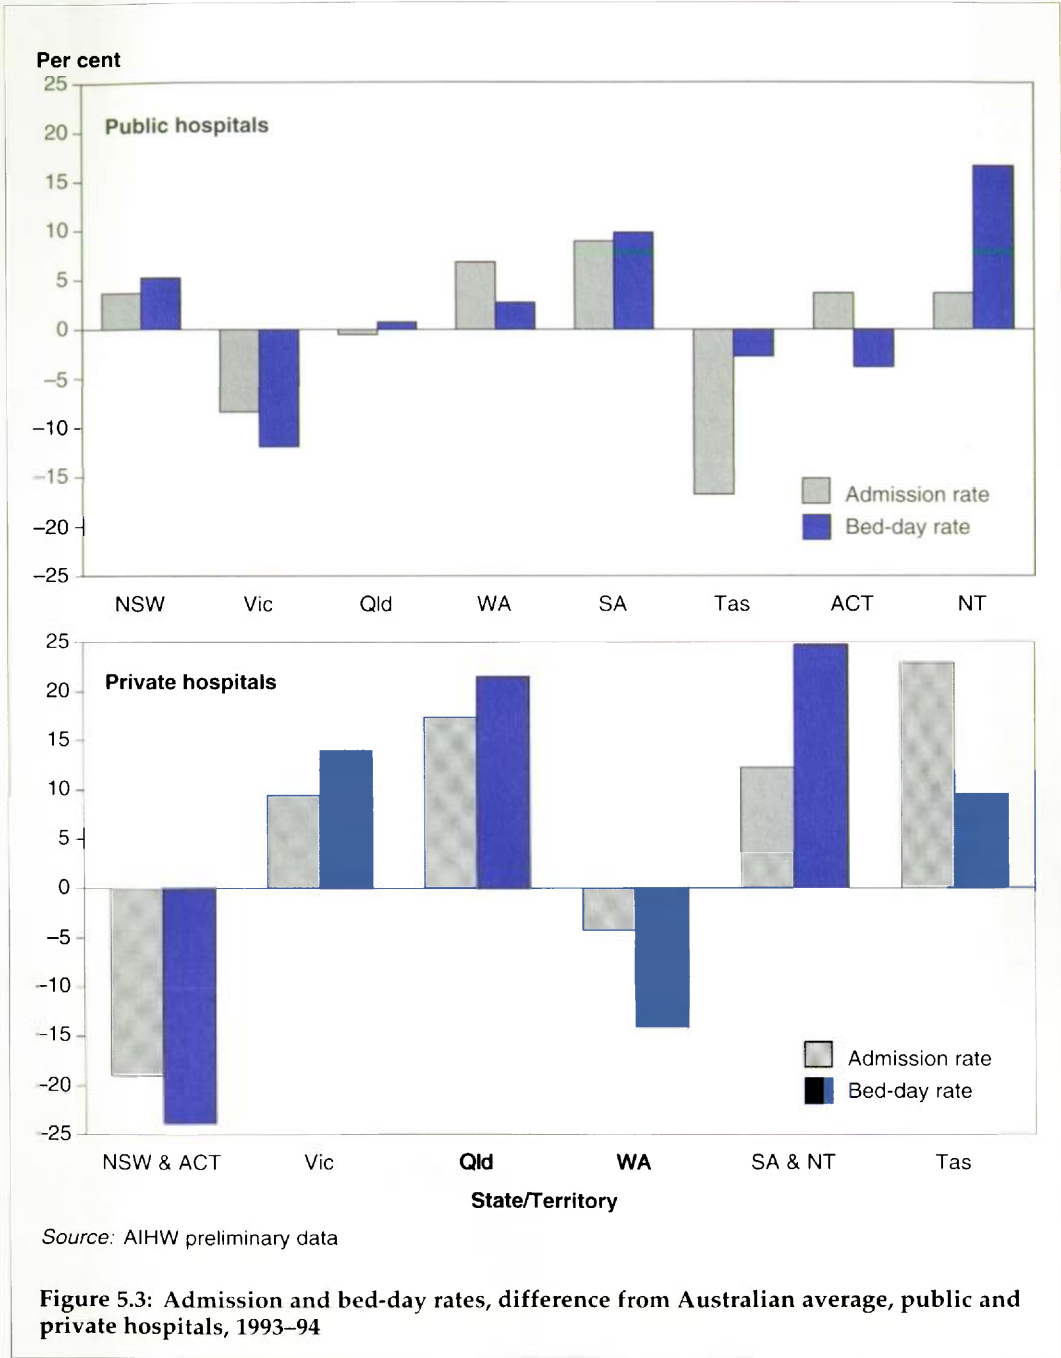 Per cent
25
20
15
10
5
0
–5
–10
–15
–20
–25
Public hospitals
Admission rate
Bed-day rate
NSW Vic Qld WA SA Tas ACT NT
25
20
15
10
5
0
–5
–10
–15
–20
–25
Private hospitals
Admission rate
Bed-day rate
NSW & ACT Vic Qld WA SA & NT Tas
State/Territory
Source: AIHW preliminary data
Figure 5.3: Admission and bed-day rates, difference from Australian average, public and
private hospitals, 1993–94